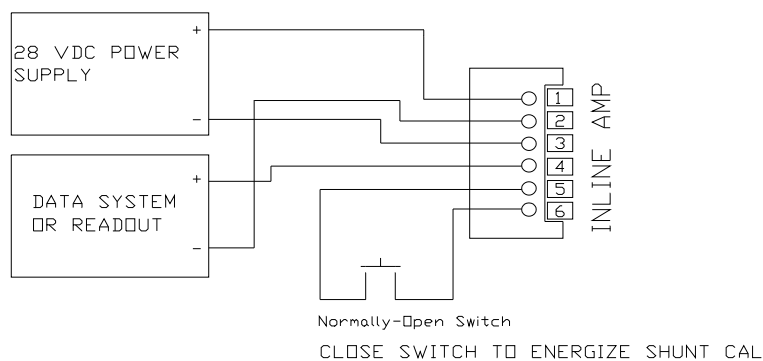 +
28 VDC POWER
SUPPLY
-
+
DATA SYSTEM
OR READOUT
-
1
2
3
4
5
6
INLINE AMP
Normally-Open Switch
CLOSE SWITCH TO ENERGIZE SHUNT CAL